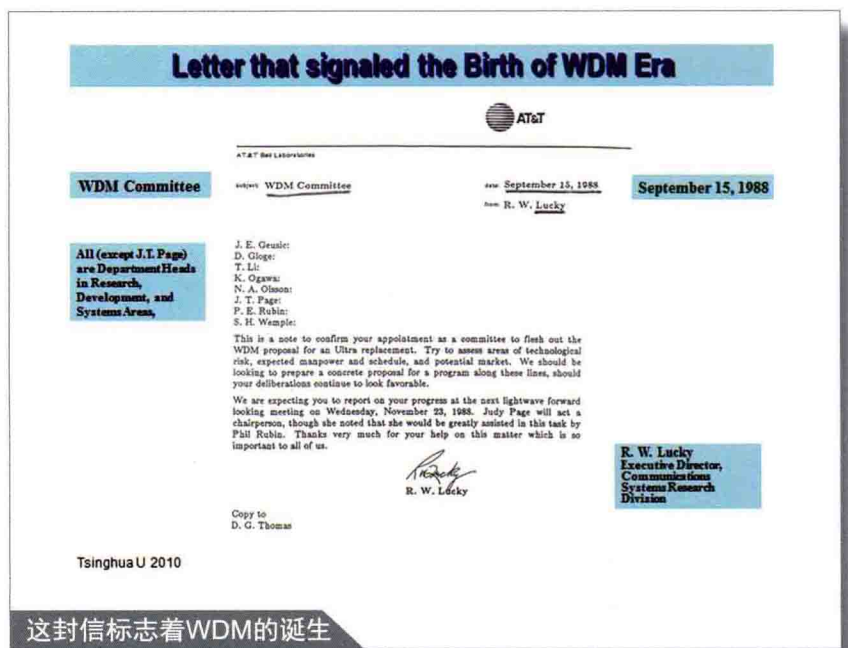 Letter that signaled the Birth of WDM Era
AT&T
AT&T Bell Laboratories
WDM Committee
subject: WDM Committee
date: September 15, 1988
September 15, 1988
from: R. W. Lucky
All (except J.T. Page)
are Department Heads
in Research,
Development, and
Systems Areas,
J. E. Geusic:
D. Gloge:
T. Li:
K. Ogawa:
N. A. Olsson:
J. T. Page:
P. E. Rubin:
S. H. Wemple:
This is a note to confirm your appointment as a committee to flesh out the
WDM proposal for an Ultra replacement. Try to assess areas of technological
risk, expected manpower and schedule, and potential market. We should be
looking to prepare a concrete proposal for a program along these lines, should
your deliberations continue to look favorable.
We are expecting you to report on your progress at the next lightwave forward
looking meeting on Wednesday, November 23, 1988. Judy Page will act a
chairperson, though she noted that she would be greatly assisted in this task by
Phil Rubin. Thanks very much for your help on this matter which is so
important to all of us.
R. W. Lucky
R. W. Lucky
Executive Director,
Communications
Systems Research
Division
Copy to
D. G. Thomas
Tsinghua U 2010
这封信标志着WDM的诞生